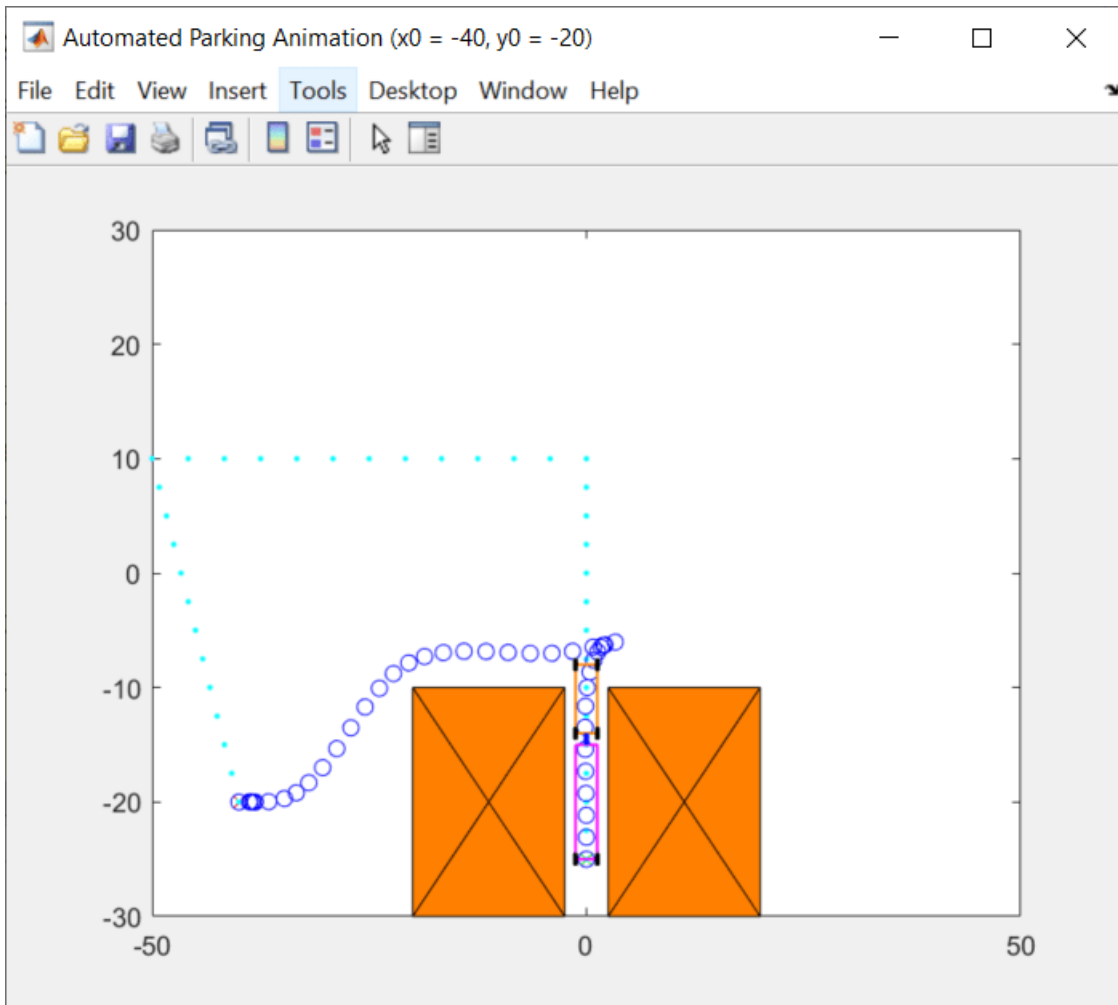 Automated Parking Animation (x0 = -40, y0 = -20)
File Edit View Insert Tools Desktop Window Help
30
20
10
0
-10
-20
-30
-50 0 50